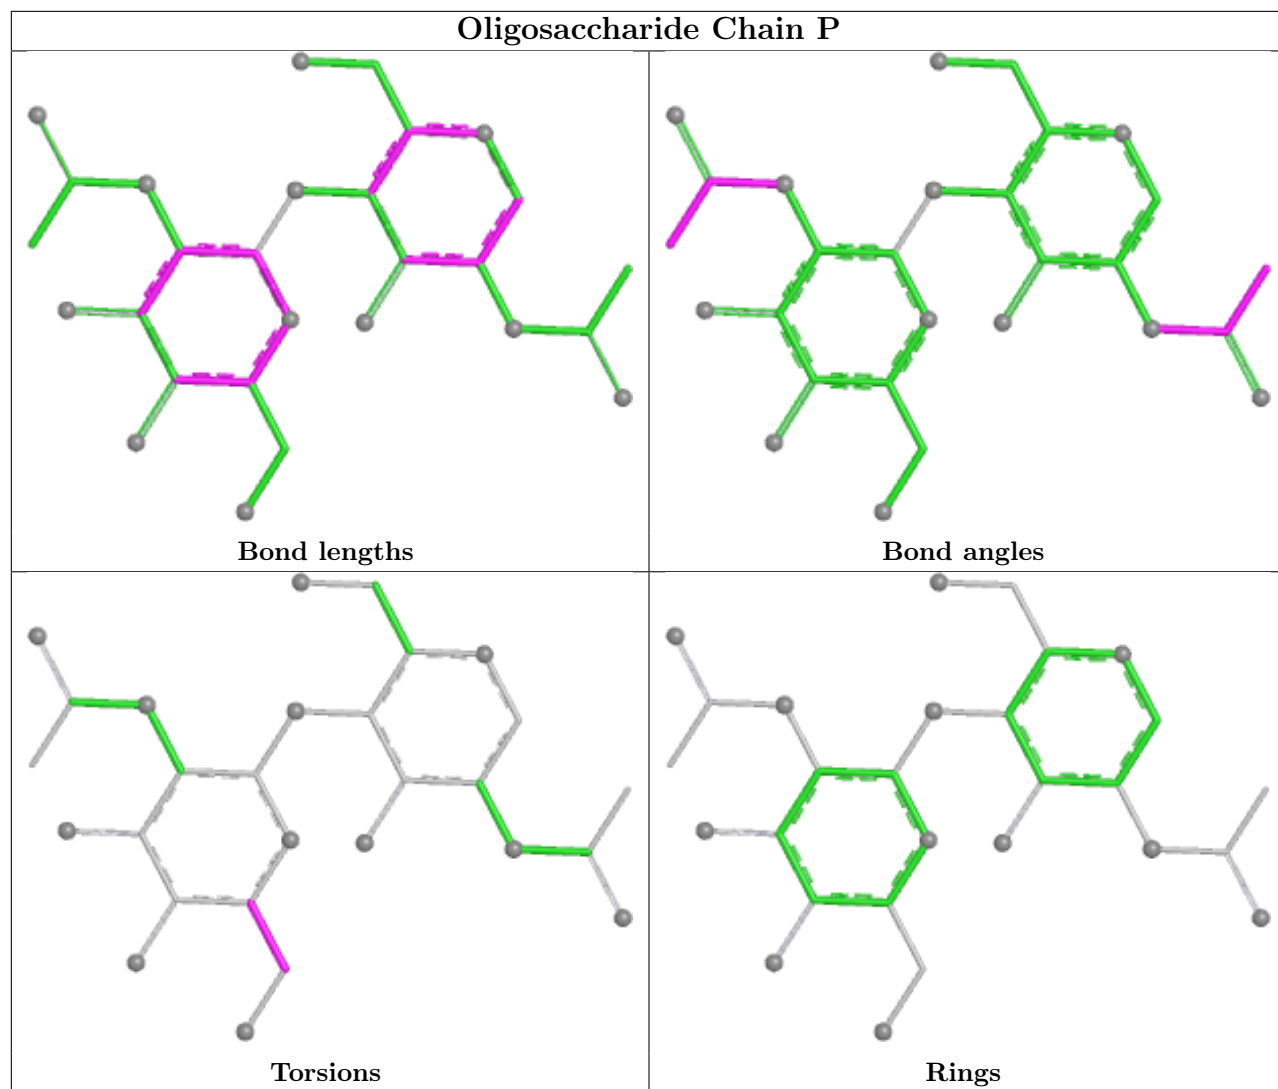 Oligosaccharide Chain P
Bond lengths
Bond angles
Torsions
Rings